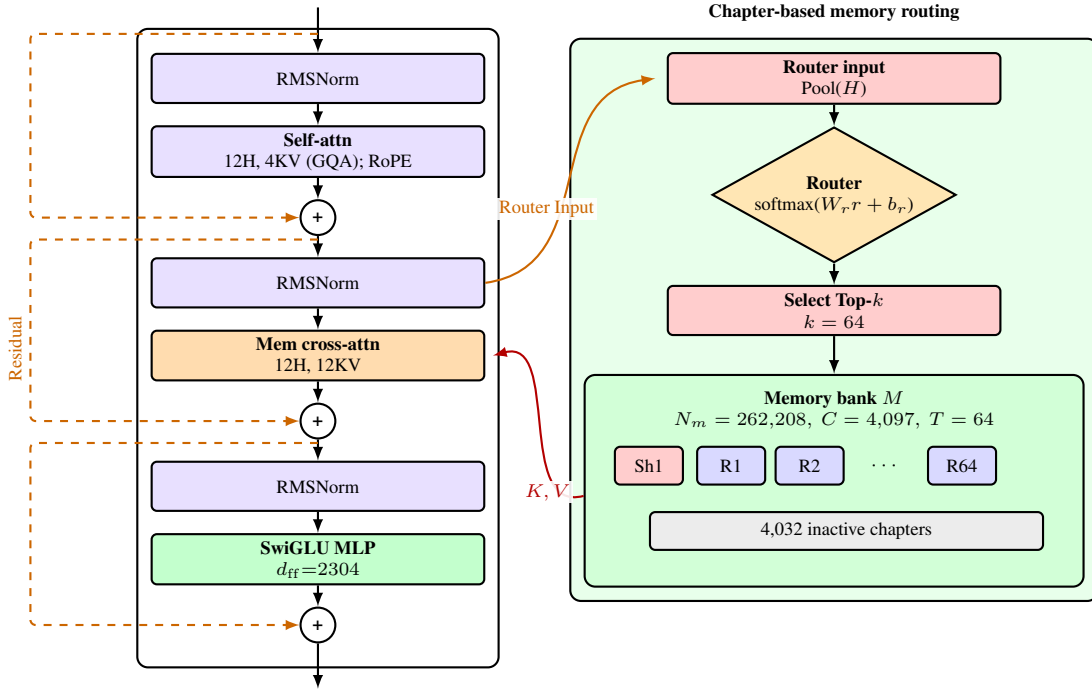 Chapter-based memory routing
RMSNorm
Self-attn
12H, 4KV (GQA); RoPE
+
RMSNorm
Mem cross-attn
12H, 12KV
+
RMSNorm
SwiGLU MLP
d_ff=2304
+
Residual
Router Input
K, V
Router input
Pool(H)
Router
softmax(W_r r + b_r)
Select Top-k
k = 64
Memory bank M
N_m = 262,208, C = 4,097, T = 64
Sh1 R1 R2 · · · R64
4,032 inactive chapters